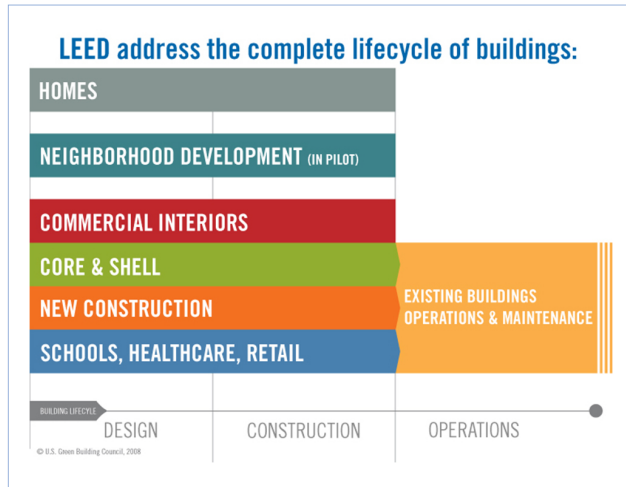 LEED address the complete lifecycle of buildings:
HOMES
NEIGHBORHOOD DEVELOPMENT (IN PILOT)
COMMERCIAL INTERIORS
CORE & SHELL
NEW CONSTRUCTION
SCHOOLS, HEALTHCARE, RETAIL
EXISTING BUILDINGS
OPERATIONS & MAINTENANCE
BUILDING LIFECYLE
DESIGN
CONSTRUCTION
OPERATIONS
© U.S. Green Building Council, 2008